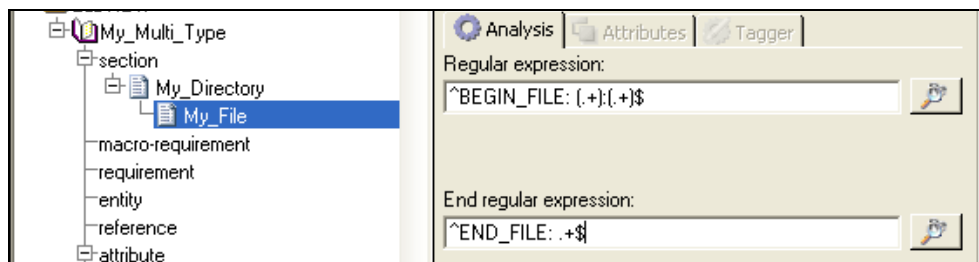 My_Multi_Type
section
My_Directory
My_File
macro-requirement
requirement
entity
reference
attribute
Analysis Attributes Tagger
Regular expression:
^BEGIN_FILE: (.+):(.+)$
End regular expression:
^END_FILE: .+$